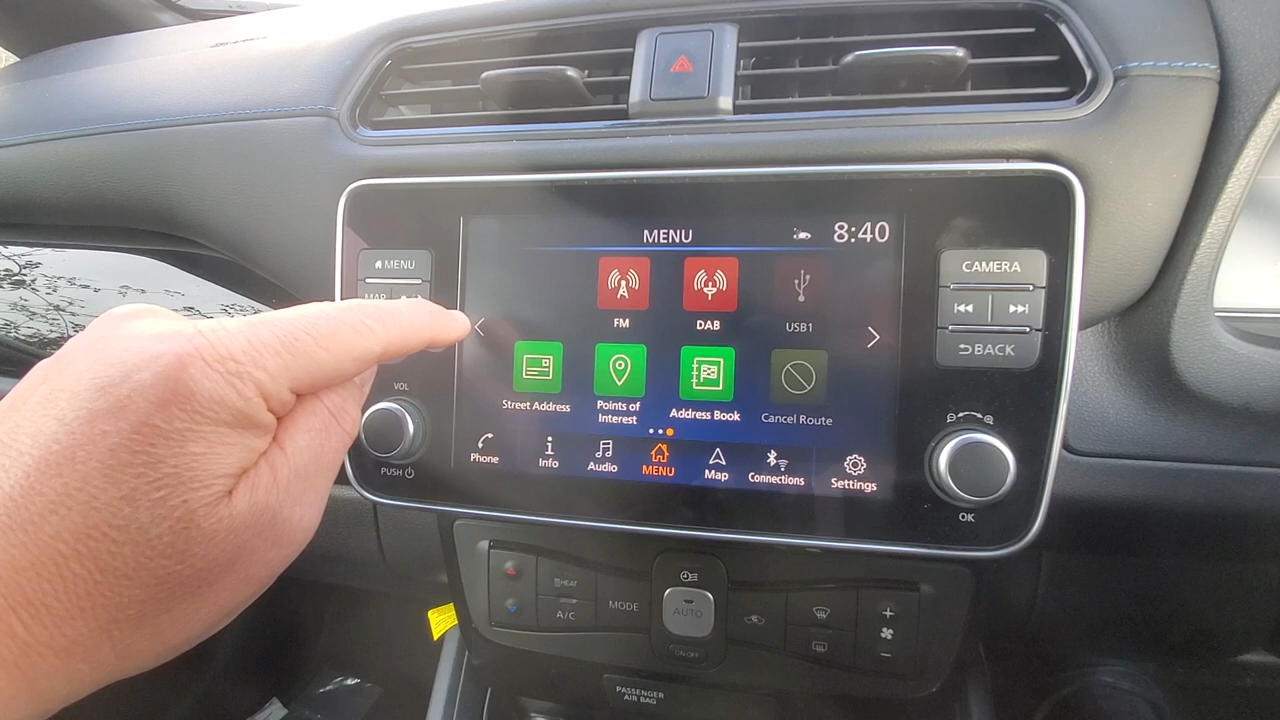 MENU
8:40
MENU
MAP
FM
DAB
USB1
Street Address
Points of
Interest
Address Book
Cancel Route
Phone
Info
Audio
MENU
Map
Connections
Settings
VOL
PUSH
CAMERA
BACK
OK
HEAT
A/C
MODE
AUTO
ON·OFF
+
−
PASSENGER
AIR BAG